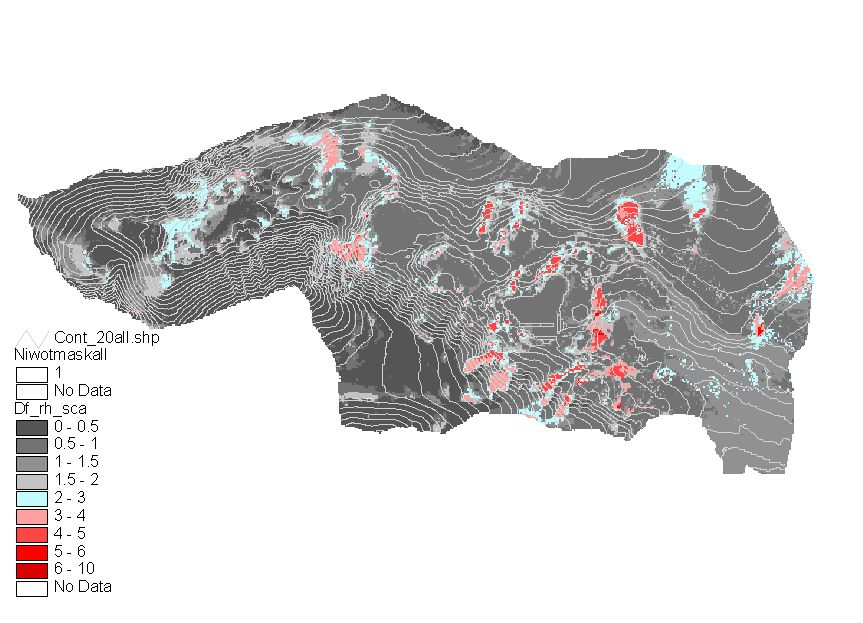 Cont_20all.shp
Niwotmaskall
1
No Data
Df_rh_sca
0 - 0.5
0.5 - 1
1 - 1.5
1.5 - 2
2 - 3
3 - 4
4 - 5
5 - 6
6 - 10
No Data